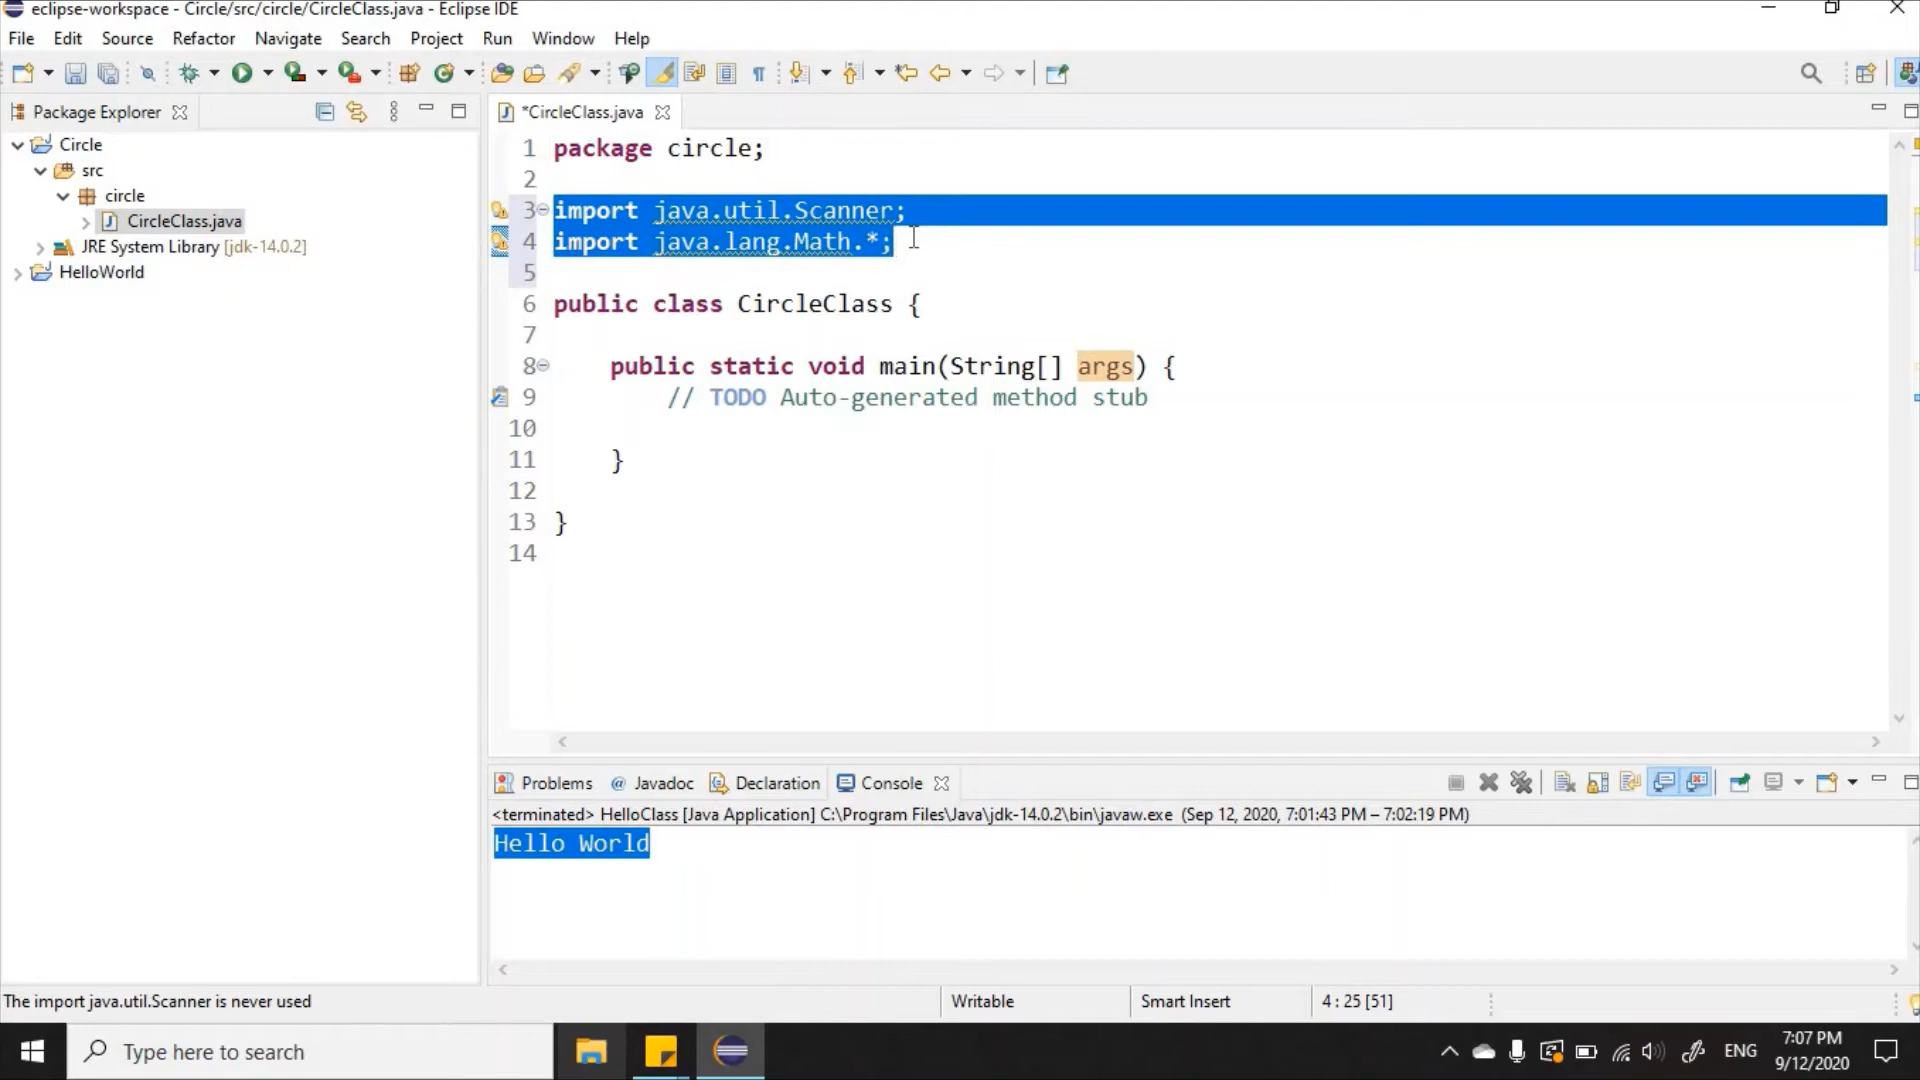 eclipse-workspace - Circle/src/circle/CircleClass.java - Eclipse IDE
File Edit Source Refactor Navigate Search Project Run Window Help
Package Explorer
Circle
src
circle
CircleClass.java
JRE System Library [jdk-14.0.2]
HelloWorld
*CircleClass.java
1 package circle;
2
3 import java.util.Scanner;
4 import java.lang.Math.*;
5
6 public class CircleClass {
7
8 public static void main(String[] args) {
9 // TODO Auto-generated method stub
10
11 }
12
13 }
14
Problems @ Javadoc Declaration Console
<terminated> HelloClass [Java Application] C:\Program Files\Java\jdk-14.0.2\bin\javaw.exe (Sep 12, 2020, 7:01:43 PM – 7:02:19 PM)
Hello World
The import java.util.Scanner is never used Writable Smart Insert 4 : 25 [51]
Type here to search ENG 7:07 PM
9/12/2020